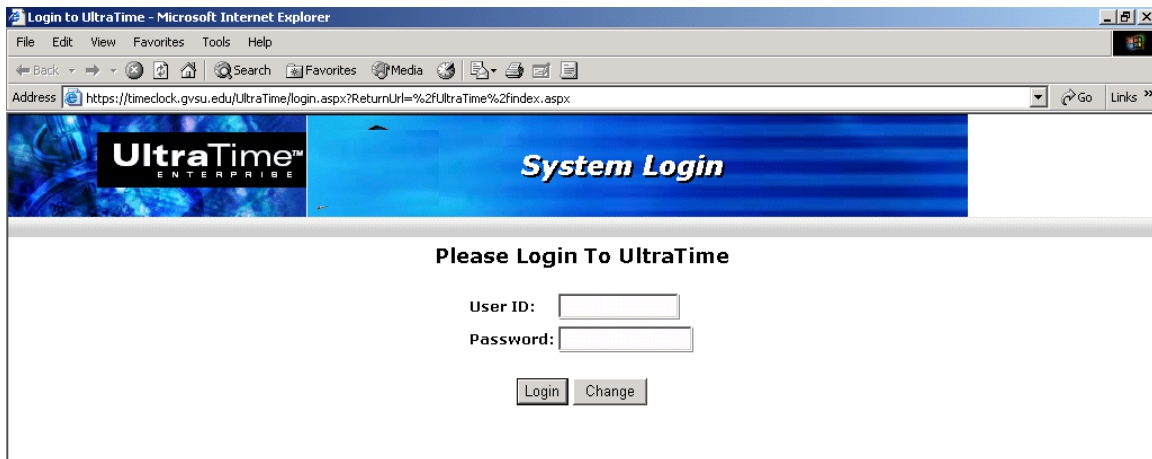 Login to UltraTime - Microsoft Internet Explorer
File Edit View Favorites Tools Help
Back Search Favorites Media
Address https://timeclock.gvsu.edu/UltraTime/login.aspx?ReturnUrl=%2fUltraTime%2findex.aspx Go Links »
UltraTime™
ENTERPRISE
System Login
Please Login To UltraTime
User ID:
Password:
Login Change